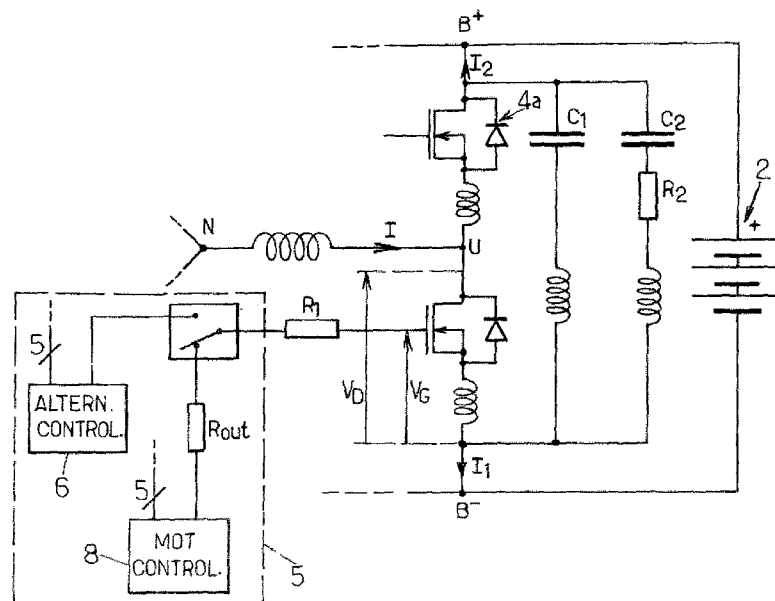 B+
I2
4a
C1
C2
R2
2
+
N
I
U
R1
5
VD
VG
ALTERN.
CONTROL.
6
Rout
5
I1
B-
8
MOT
CONTROL.
5